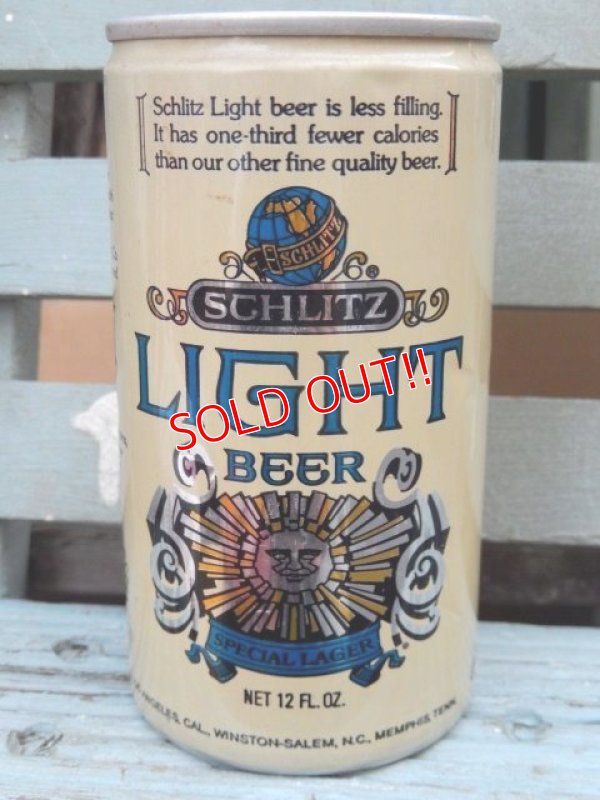 Schlitz Light beer is less filling.
It has one-third fewer calories
than our other fine quality beer.
SCHLITZ
®
SCHLITZ
LIGHT
SOLD OUT!!
BEER
SPECIAL LAGER
NET 12 FL. OZ.
CAL., WINSTON-SALEM, N.C., MEMPHIS, TENN.